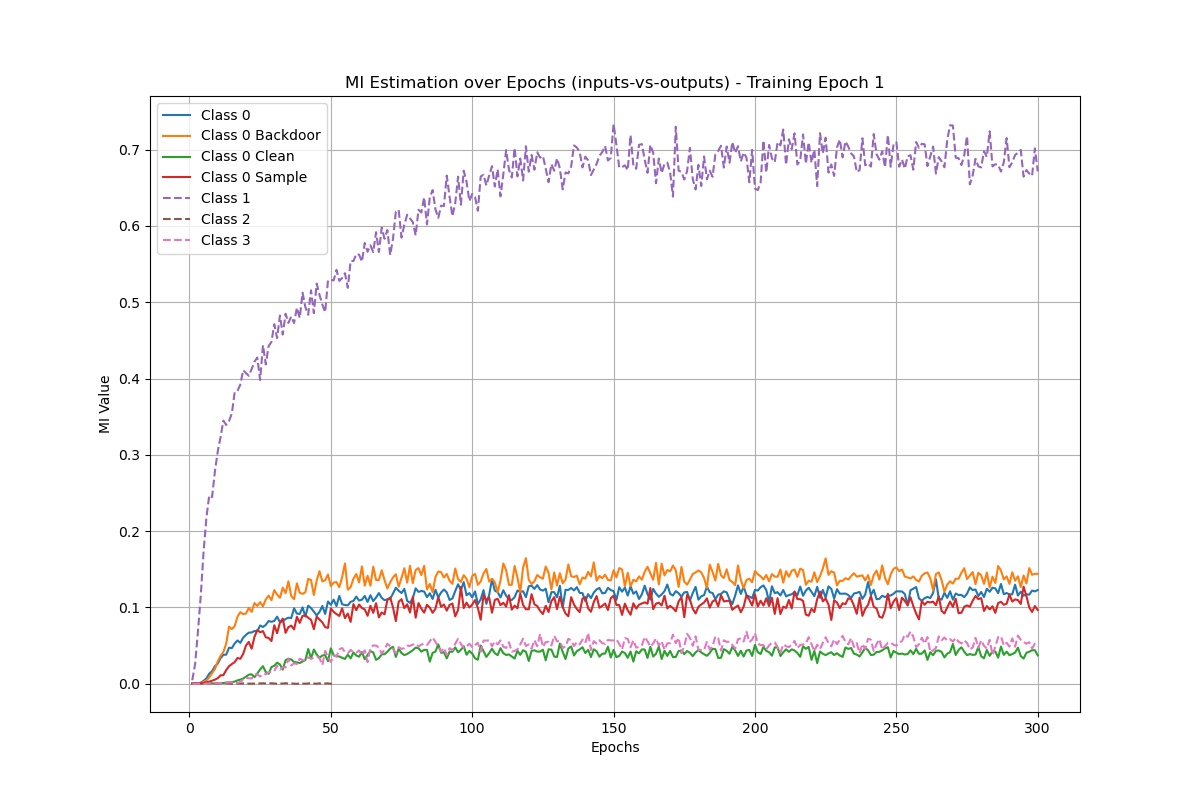 MI Estimation over Epochs (inputs-vs-outputs) - Training Epoch 1
Class 0
Class 0 Backdoor
Class 0 Clean
Class 0 Sample
Class 1
Class 2
Class 3
MI Value
0.7
0.6
0.5
0.4
0.3
0.2
0.1
0.0
0 50 100 150 200 250 300
Epochs